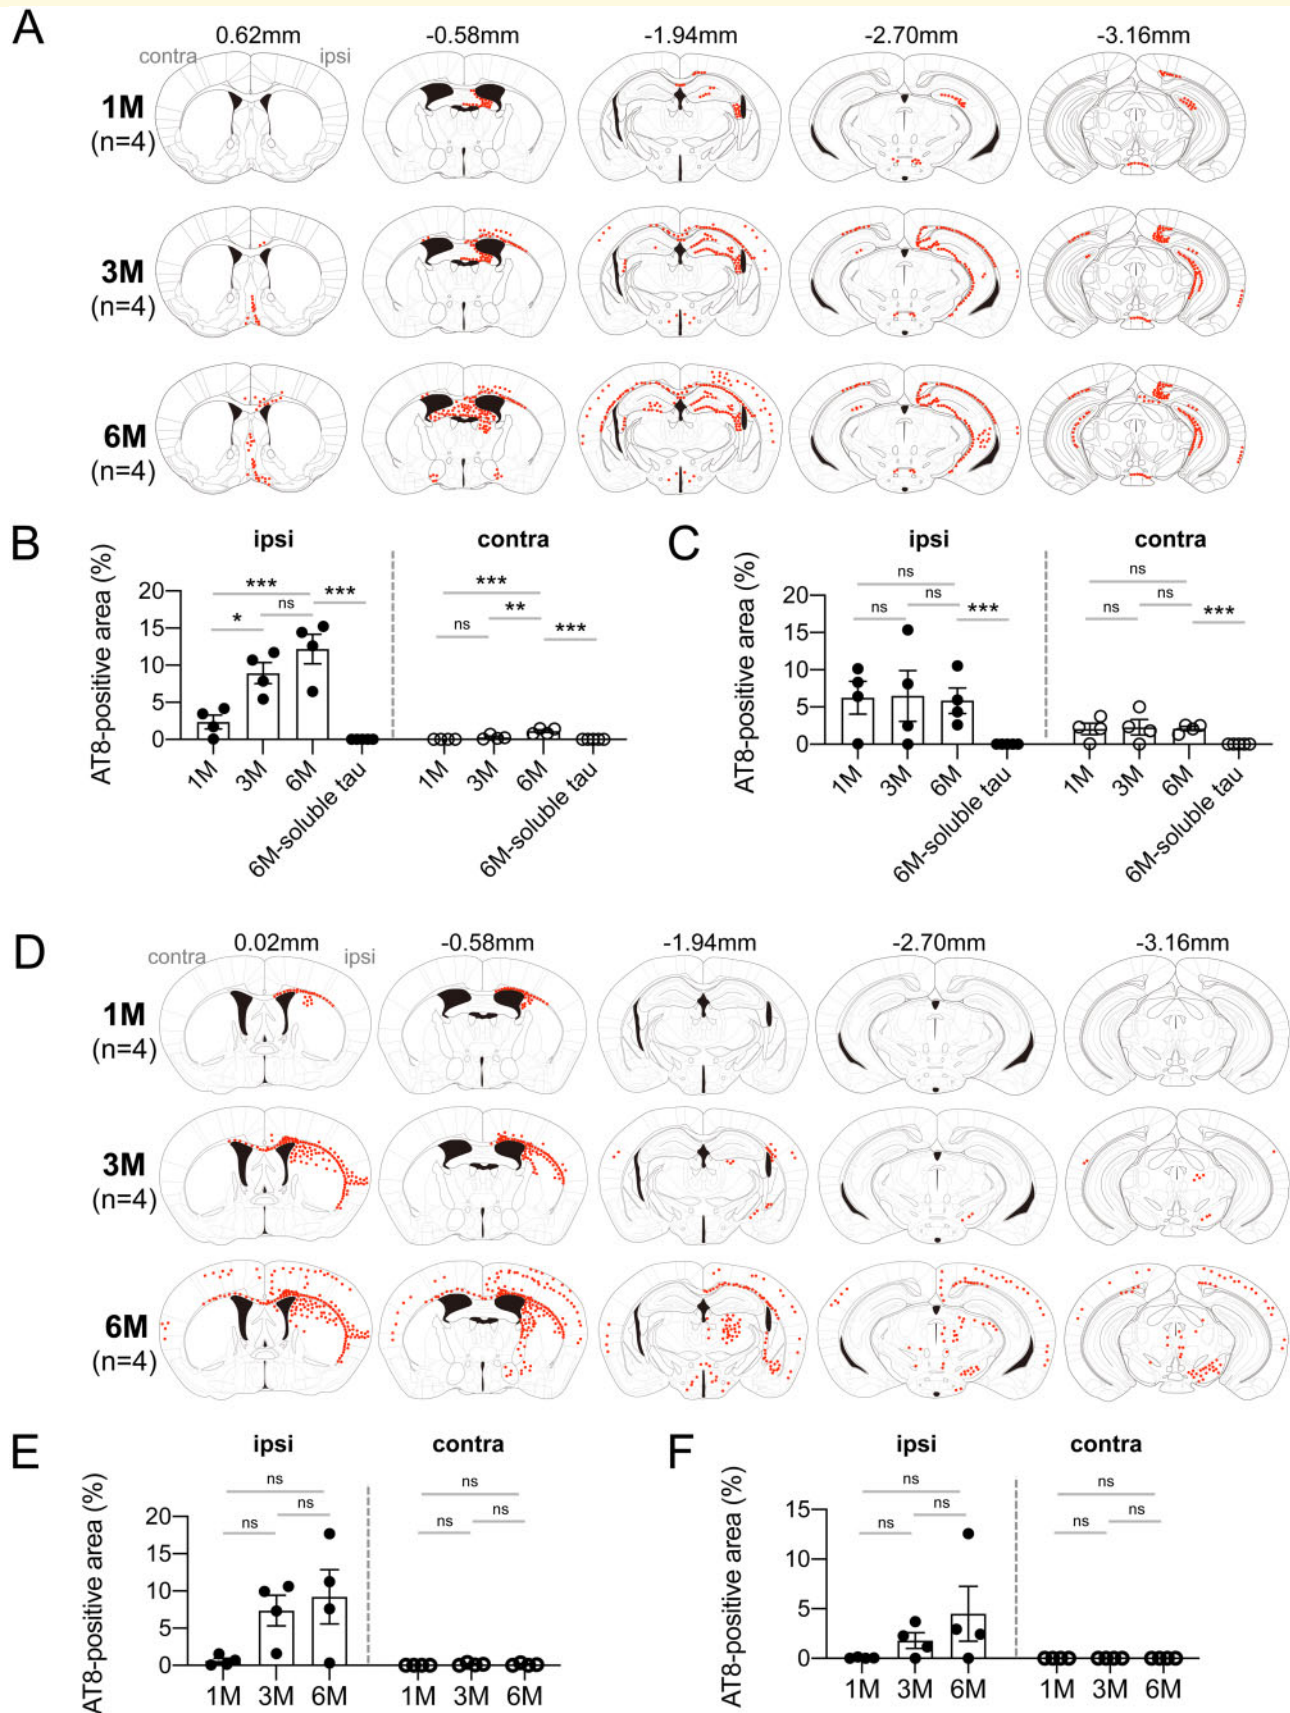 A
0.62mm -0.58mm -1.94mm -2.70mm -3.16mm
contra ipsi
1M
(n=4)
3M
(n=4)
6M
(n=4)
B
ipsi contra
AT8-positive area (%)
20
15
10
5
0
*** ns *** *
*** ** ns ***
1M 3M 6M 6M-soluble tau 1M 3M 6M 6M-soluble tau
C
ipsi contra
AT8-positive area (%)
20
15
10
5
0
ns ns ns ***
ns ns ns ***
1M 3M 6M 6M-soluble tau 1M 3M 6M 6M-soluble tau
D
0.02mm -0.58mm -1.94mm -2.70mm -3.16mm
contra ipsi
1M
(n=4)
3M
(n=4)
6M
(n=4)
E
ipsi contra
AT8-positive area (%)
20
15
10
5
0
ns ns ns
ns ns ns
1M 3M 6M 1M 3M 6M
F
ipsi contra
AT8-positive area (%)
15
10
5
0
ns ns ns
ns ns ns
1M 3M 6M 1M 3M 6M